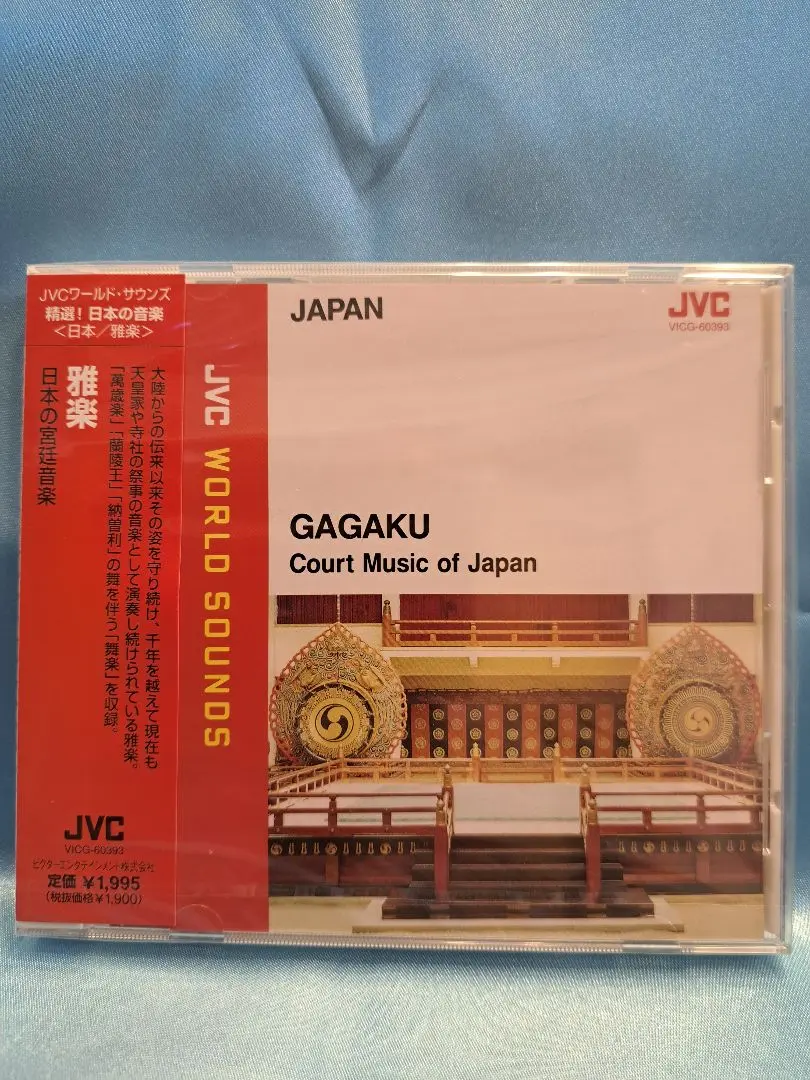 JVCワールド・サウンズ
精選！日本の音楽
＜日本／雅楽＞
大陸からの伝来以来その姿を守り続け、千年を越えて現在も
天皇家や寺社の祭事の音楽として演奏し続けられている雅楽。
「萬歳楽」「蘭陵王」「納曽利」の舞を伴う「舞楽」を収録。
雅楽
日本の宮廷音楽
JVC
VICG-60393
ビクターエンタテインメント株式会社
定価 ¥1,995
(税抜価格¥1,900)
JVC WORLD SOUNDS
JAPAN
JVC
VICG-60393
GAGAKU
Court Music of Japan